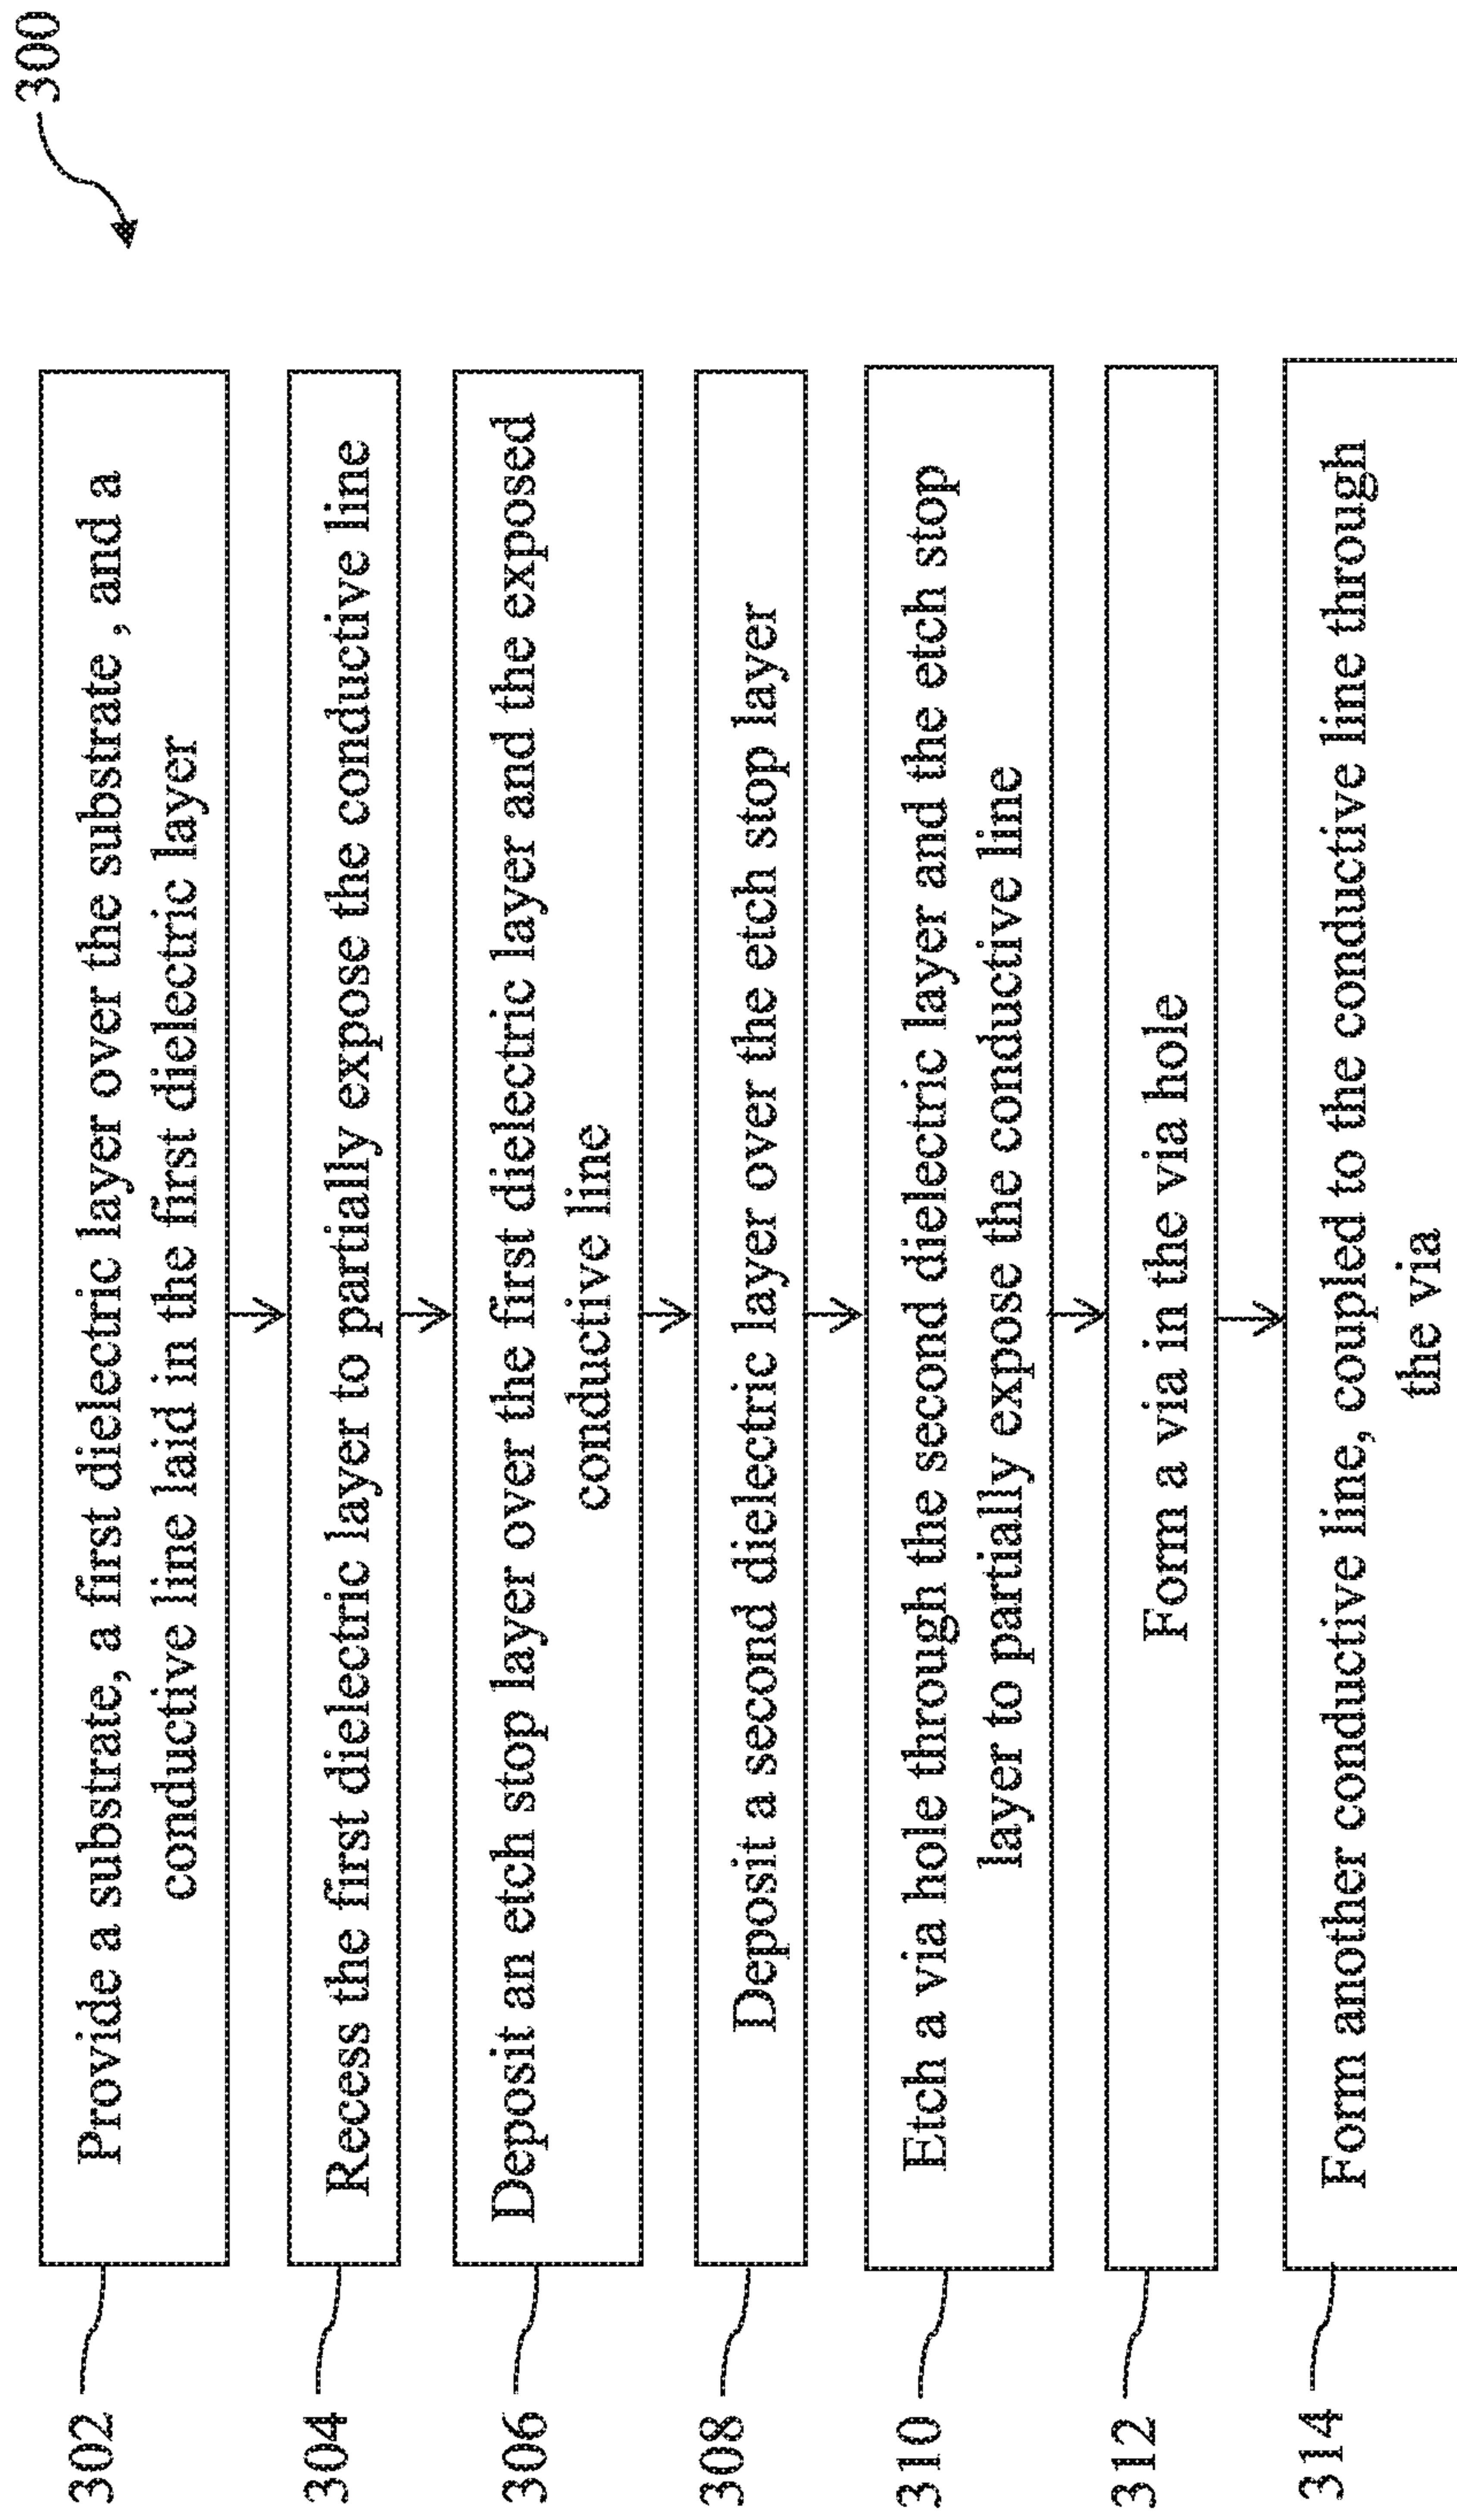 300
302
Provide a substrate, a first dielectric layer over the substrate , and a
conductive line laid in the first dielectric layer
304
Recess the first dielectric layer to partially expose the conductive line
306
Deposit an etch stop layer over the first dielectric layer and the exposed
conductive line
308
Deposit a second dielectric layer over the etch stop layer
310
Etch a via hole through the second dielectric layer and the etch stop
layer to partially expose the conductive line
312
Form a via in the via hole
314
Form another conductive line, coupled to the conductive line through
the via